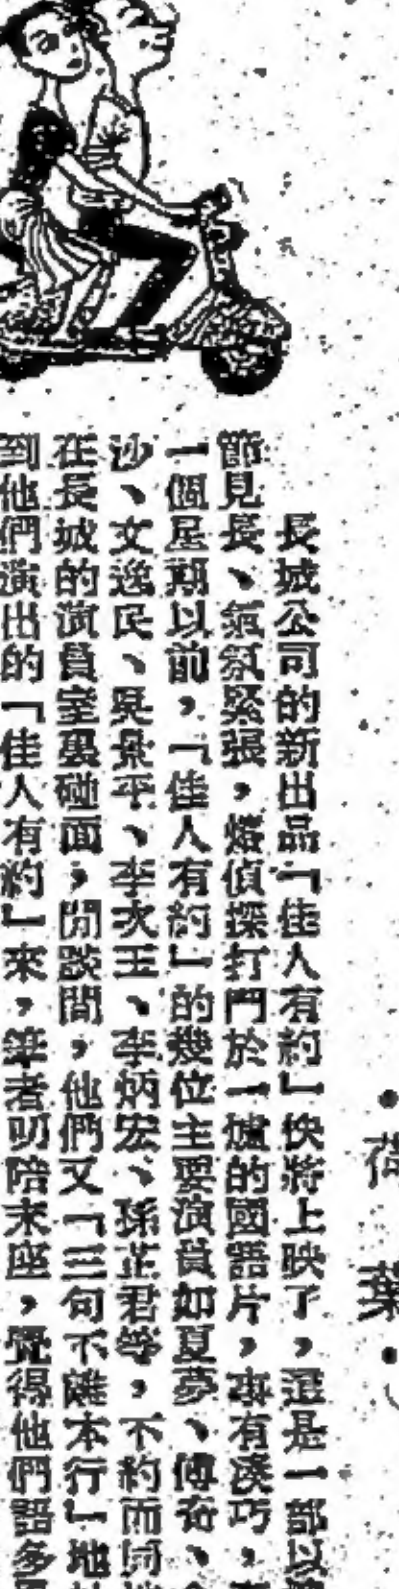 •荷葉•
長城公司的新出品「佳人有約」快將上映了，這是一部以
節見長、氣氛緊張，熔偵探打鬥於一爐的國語片，事有湊巧，
一個星期以前，「佳人有約」的幾位主要演員如夏夢、傅奇、
沙、文逸民、吳景平、李次玉、李炳宏、孫芷君等，不約而同
在長城的演員室裏碰面，閒談間，他們又「三句不離本行」地
到他們演出的「佳人有約」來，筆者叨陪末座，覺得他們語多